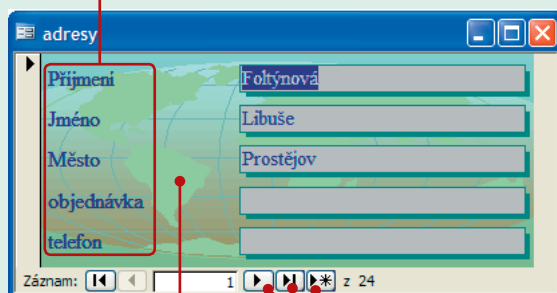 adresy
Příjmení Foltýnová
Jméno Libuše
Město Prostějov
objednávka
telefon
Záznam: 1 z 24